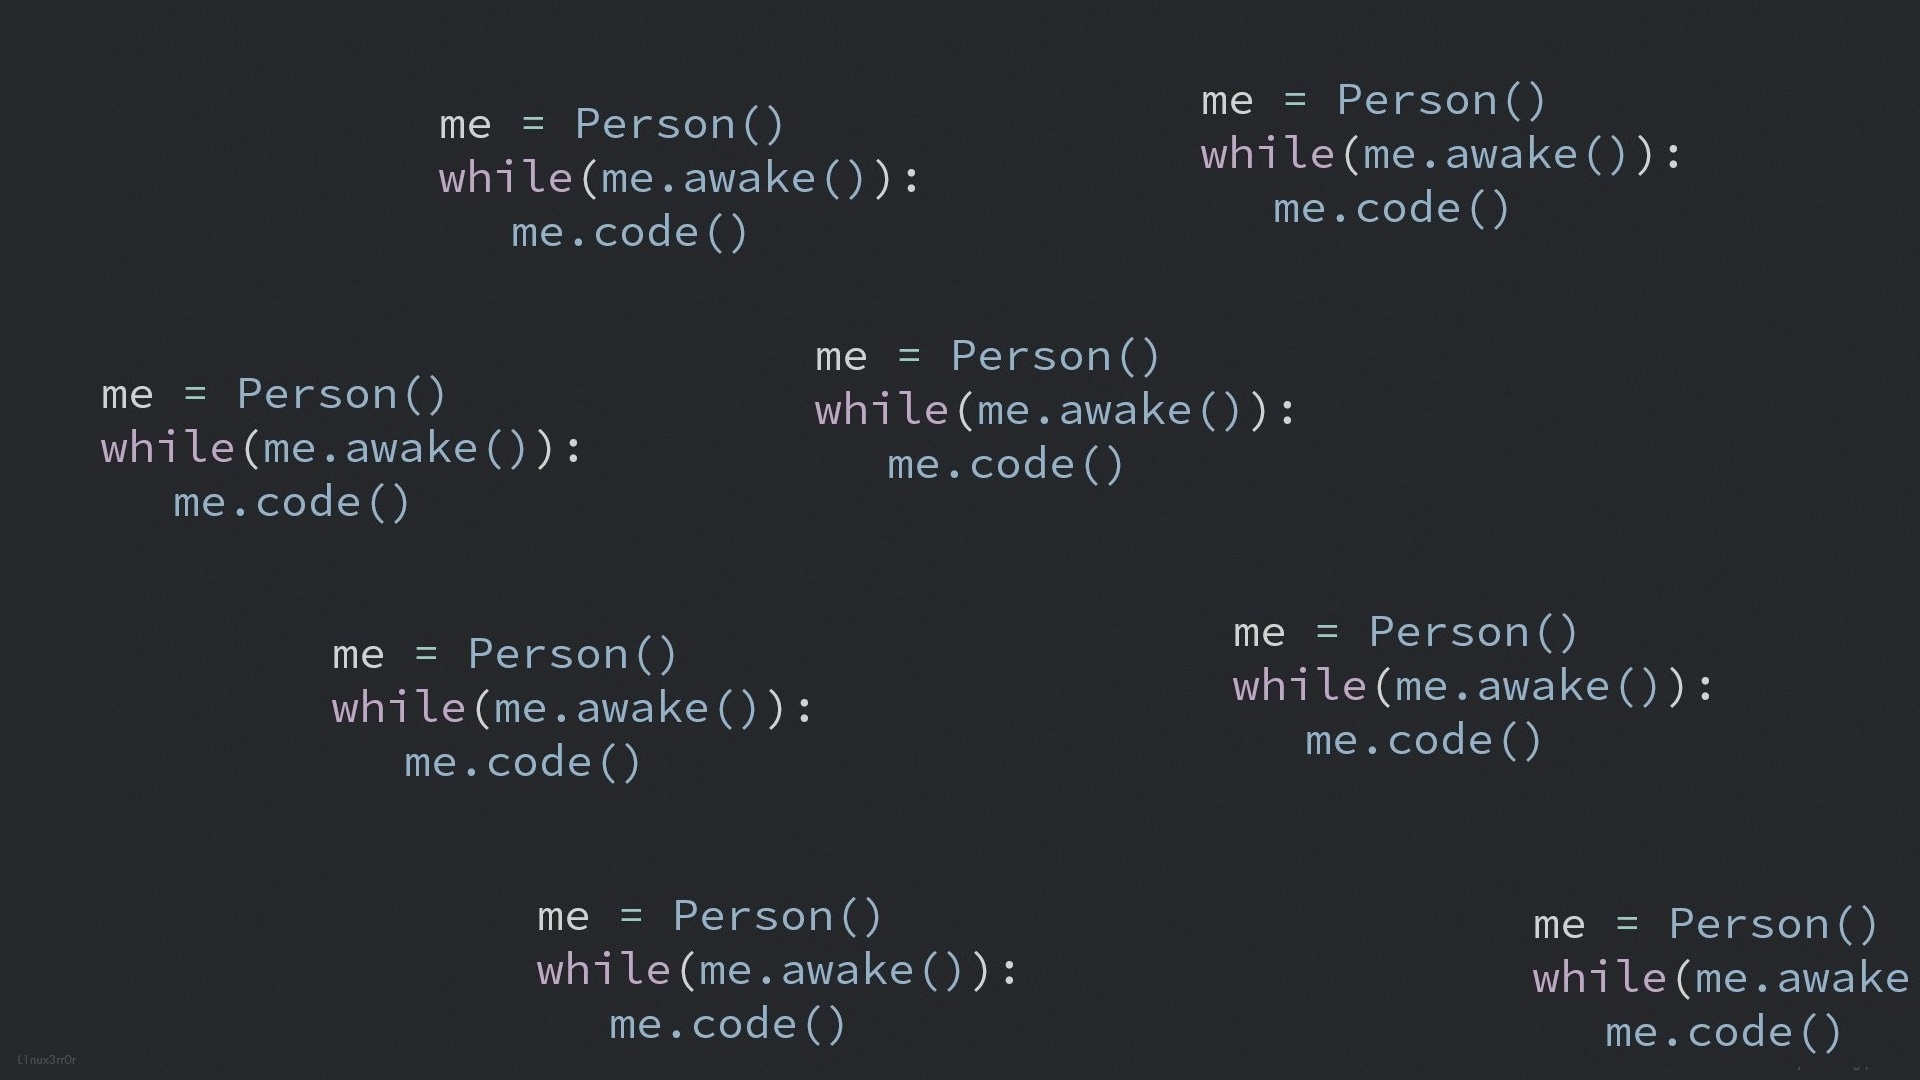 me = Person()
while(me.awake()):
me.code()
me = Person()
while(me.awake()):
me.code()
me = Person()
while(me.awake()):
me.code()
me = Person()
while(me.awake()):
me.code()
me = Person()
while(me.awake()):
me.code()
me = Person()
while(me.awake()):
me.code()
me = Person()
while(me.awake()):
me.code()
me = Person()
while(me.awake
me.code()
L1nux3rr0r